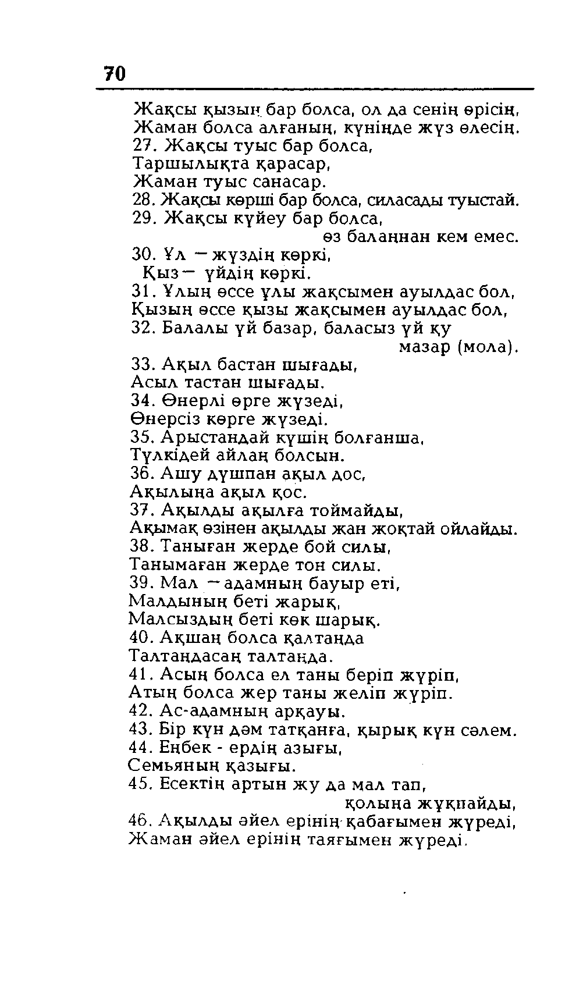 70
Жақсы қызың бар болса, ол да сенің өрісің,
Жаман болса алғаның, күніңде жүз өлесің.
27. Жақсы туыс бар болса,
Таршылықта қарасар,
Жаман туыс санасар.
28. Жақсы көрші бар болса, силасады туыстай.
29. Жақсы күйеу бар болса,
өз балаңнан кем емес.
30. Ұл — жүздің көркі,
Қыз — үйдің көркі.
31. Ұлың өссе ұлы жақсымен ауылдас бол,
Қызың өссе қызы жақсымен ауылдас бол,
32. Балалы үй базар, баласыз үй қу
мазар (мола).
33. Ақыл бастан шығады,
Асыл тастан шығады.
34. Өнерлі өрге жүзеді,
Өнерсіз көрге жүзеді.
35. Арыстандай күшің болғанша,
Түлкідей айлаң болсын.
36. Ашу дүшпан ақыл дос,
Ақылыңа ақыл қос.
37. Ақылды ақылға тоймайды,
Ақымақ өзінен ақылды жан жоқтай ойлайды.
38. Таныған жерде бой силы,
Танымаған жерде тон силы.
39. Мал — адамның бауыр еті,
Малдының беті жарық,
Малсыздың беті көк шарық.
40. Ақшаң болса қалтаңда
Талтаңдасаң талтаңда.
41. Асың болса ел таны беріп жүріп,
Атың болса жер таны желіп жүріп.
42. Ас-адамның арқауы.
43. Бір күн дәм татқанға, қырық күн сәлем.
44. Еңбек - ердің азығы,
Семьяның қазығы.
45. Есектің артын жу да мал тап,
қолыңа жұқпайды,
46. Ақылды әйел ерінің қабағымен жүреді,
Жаман әйел ерінің таяғымен жүреді.